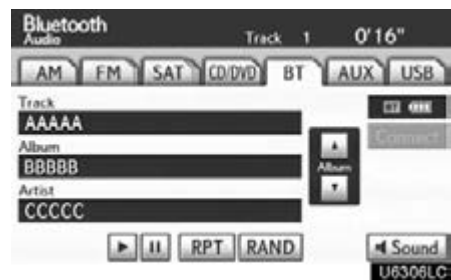 Bluetooth
Audio Track 1 0'16"
AM FM SAT CD/DVD BT AUX USB
Track
AAAAA
Album
BBBBB
Artist
CCCCC
Connect
Album
RPT RAND
Sound
U6306LC